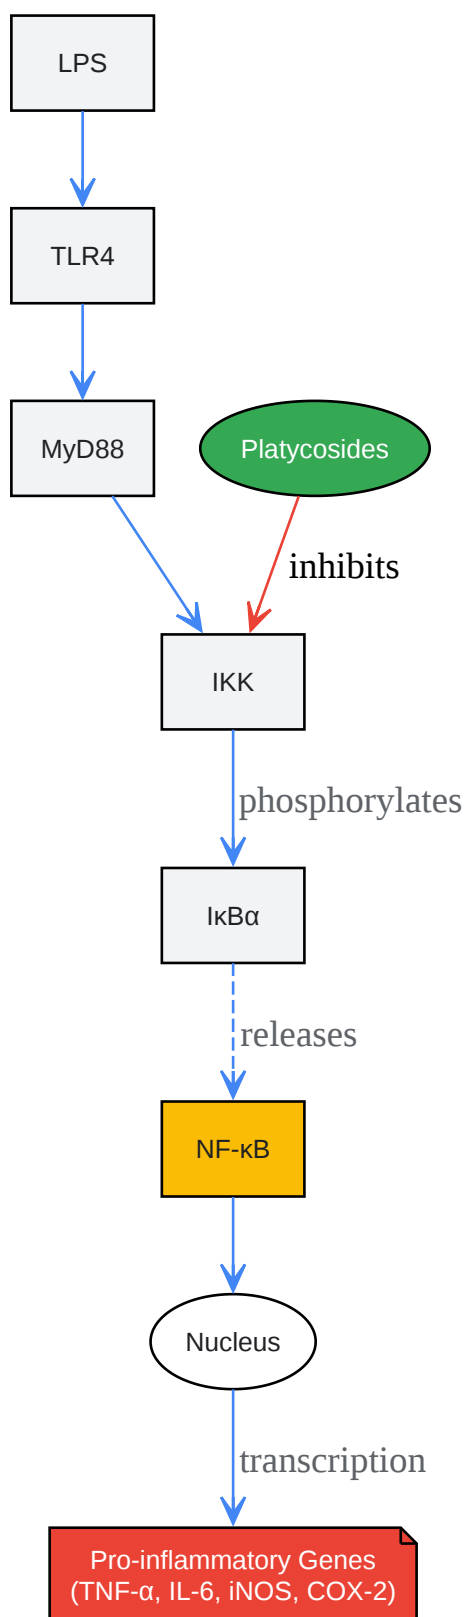 LPS
TLR4
MyD88
Platycosides
inhibits
IKK
phosphorylates
IκBα
releases
NF-κB
Nucleus
transcription
Pro-inflammatory Genes
(TNF-α, IL-6, iNOS, COX-2)